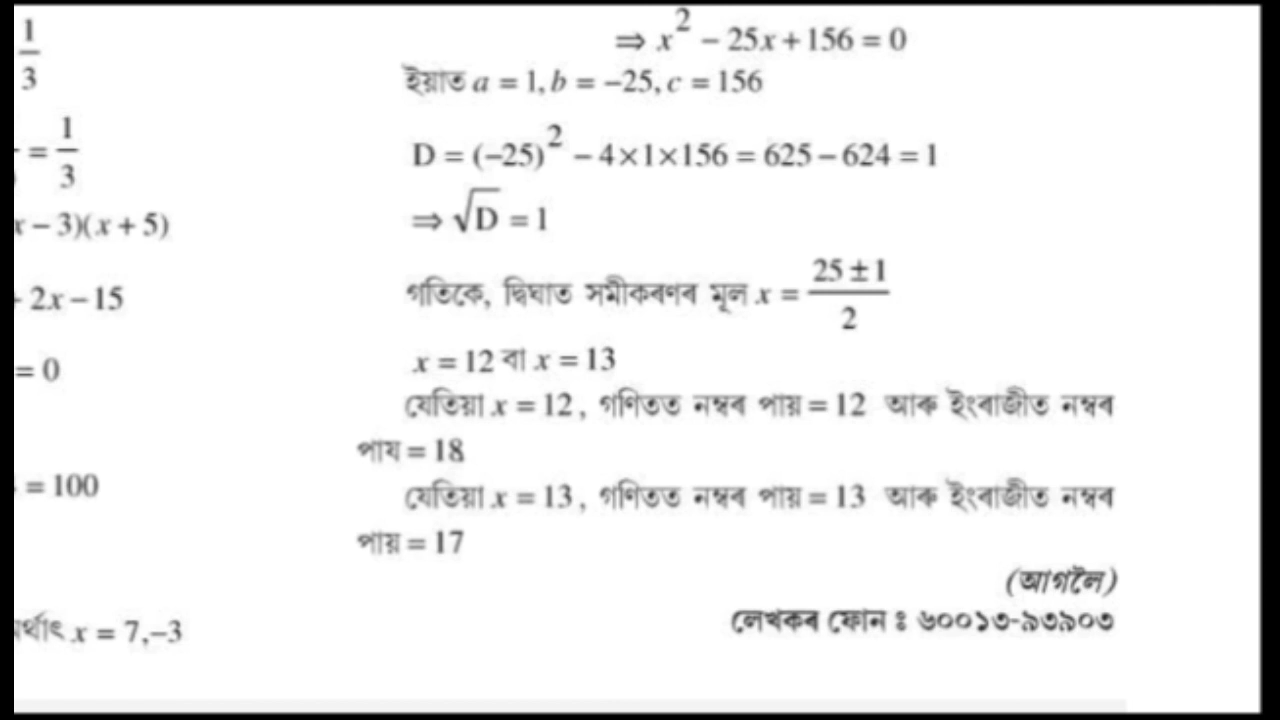 1/3
= 1/3
x – 3)(x + 5)
2x – 15
= 0
= 100
x = 7,–3
⇒ x² – 25x + 156 = 0
ইয়াত a = 1, b = –25, c = 156
D = (–25)² – 4×1×156 = 625 – 624 = 1
⇒ √D = 1
গতিকে, দ্বিঘাত সমীকৰণৰ মূল x = (25 ± 1)/2
x = 12 বা x = 13
যেতিয়া x = 12, গণিতত নম্বৰ পায় = 12 আৰু ইংৰাজীত নম্বৰ
পায = 18
যেতিয়া x = 13, গণিতত নম্বৰ পায় = 13 আৰু ইংৰাজীত নম্বৰ
পায় = 17
(আগলৈ)
লেখকৰ ফোন ঃ ৬০০১৩-৯৩৯০৩